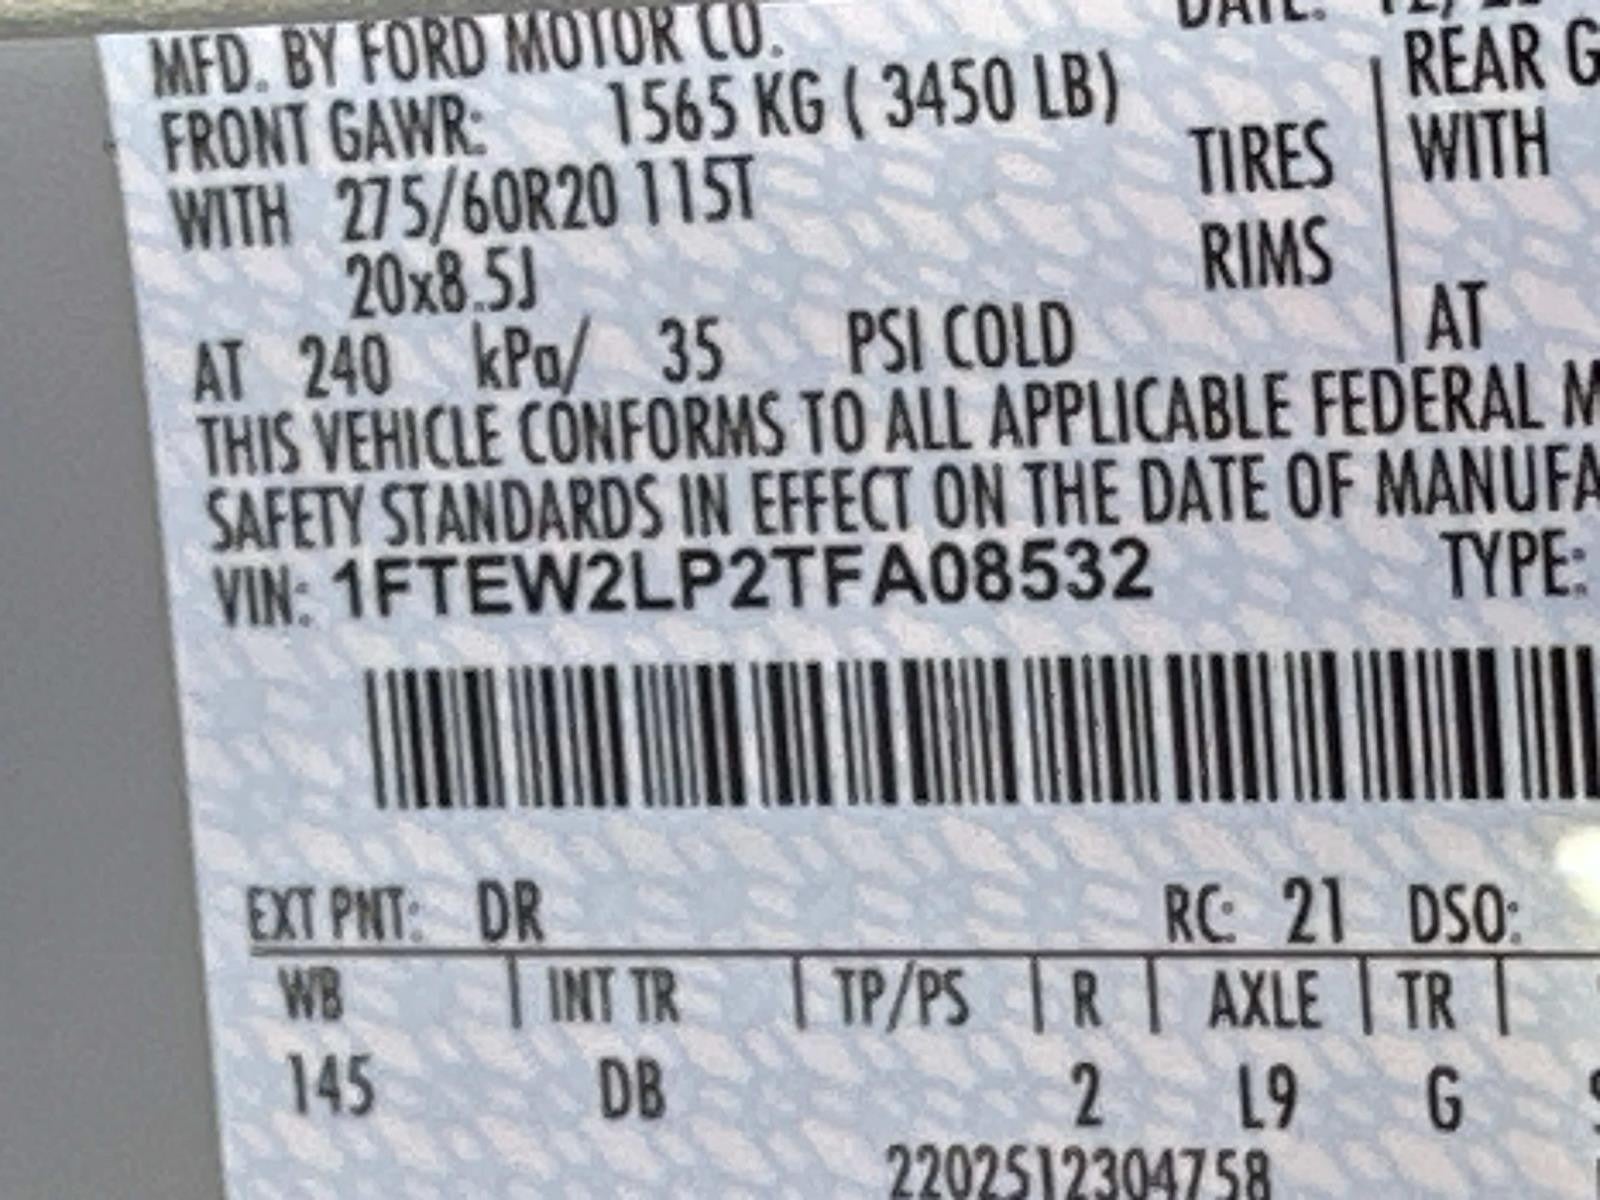 MFD. BY FORD MOTOR CO.
DATE: 12/
FRONT GAWR: 1565 KG ( 3450 LB)
REAR G
WITH 275/60R20 115T TIRES
WITH
20x8.5J RIMS
AT 240 kPa/ 35 PSI COLD
AT
THIS VEHICLE CONFORMS TO ALL APPLICABLE FEDERAL M
SAFETY STANDARDS IN EFFECT ON THE DATE OF MANUFA
VIN: 1FTEW2LP2TFA08532 TYPE:
EXT PNT: DR RC: 21 DSO:
WB | INT TR | TP/PS | R | AXLE | TR |
145 DB 2 L9 G
2202512304758